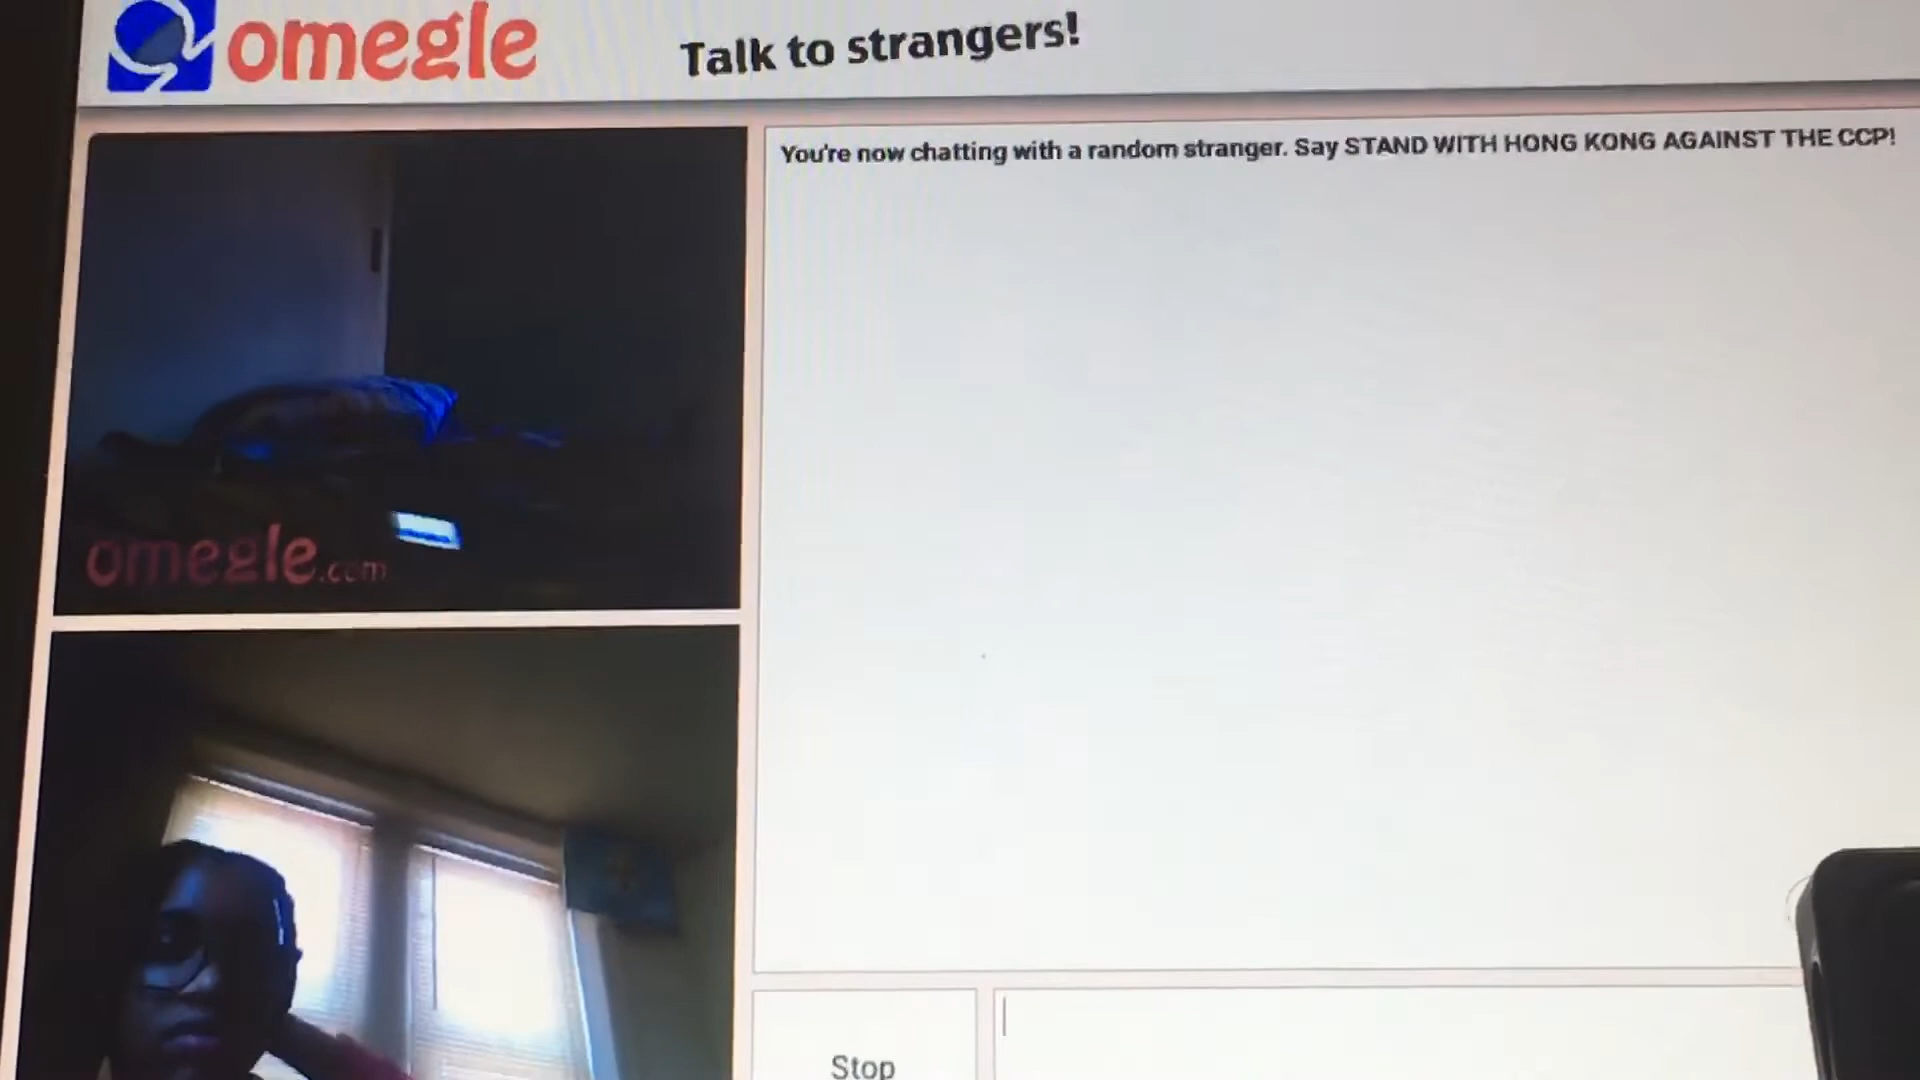 omegle
Talk to strangers!
You're now chatting with a random stranger. Say STAND WITH HONG KONG AGAINST THE CCP!
omegle.com
Stop